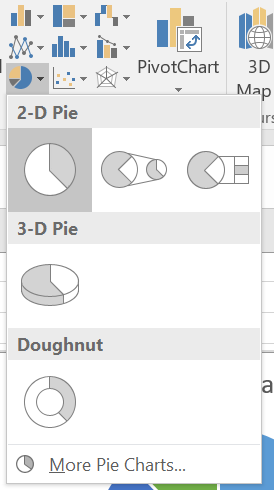 PivotChart
3D
Map
2-D Pie
3-D Pie
Doughnut
a
More Pie Charts...